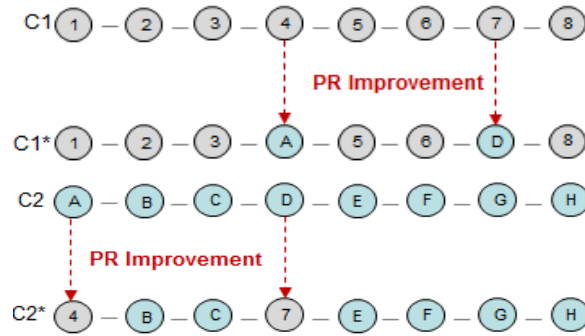 C1 1 – 2 – 3 – 4 – 5 – 6 – 7 – 8
PR Improvement
C1* 1 – 2 – 3 – A – 5 – 6 – D – 8
C2 A – B – C – D – E – F – G – H
PR Improvement
C2* 4 – B – C – 7 – E – F – G – H